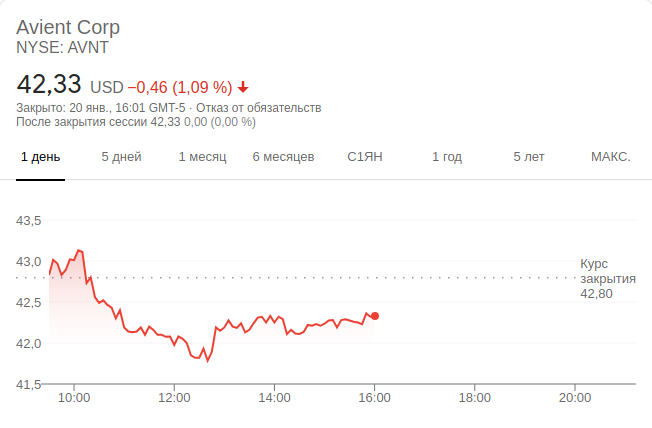 Avient Corp
NYSE: AVNT
42,33 USD −0,46 (1,09 %)
Закрыто: 20 янв., 16:01 GMT-5 · Отказ от обязательств
После закрытия сессии 42,33 0,00 (0,00 %)
1 день 5 дней 1 месяц 6 месяцев С1ЯН 1 год 5 лет МАКС.
43,5
43,0
42,5
42,0
41,5
Курс
закрытия
42,80
10:00 12:00 14:00 16:00 18:00 20:00